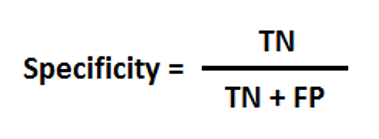 TN
Specificity =
TN + FP